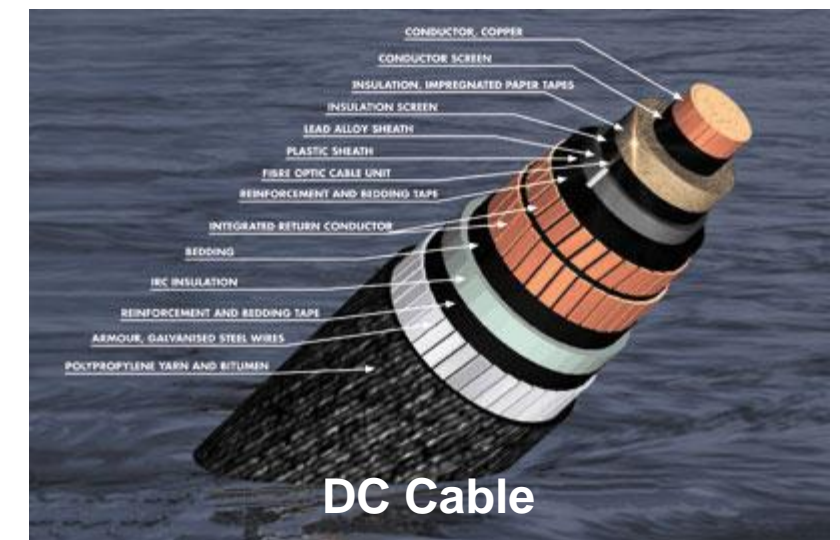 CONDUCTOR, COPPER
CONDUCTOR SCREEN
INSULATION, IMPREGNATED PAPER TAPES
INSULATION SCREEN
LEAD ALLOY SHEATH
PLASTIC SHEATH
FIBRE OPTIC CABLE UNIT
REINFORCEMENT AND BEDDING TAPE
INTEGRATED RETURN CONDUCTOR
BEDDING
IRC INSULATION
REINFORCEMENT AND BEDDING TAPE
ARMOUR, GALVANISED STEEL WIRES
POLYPROPYLENE YARN AND BITUMEN
DC Cable